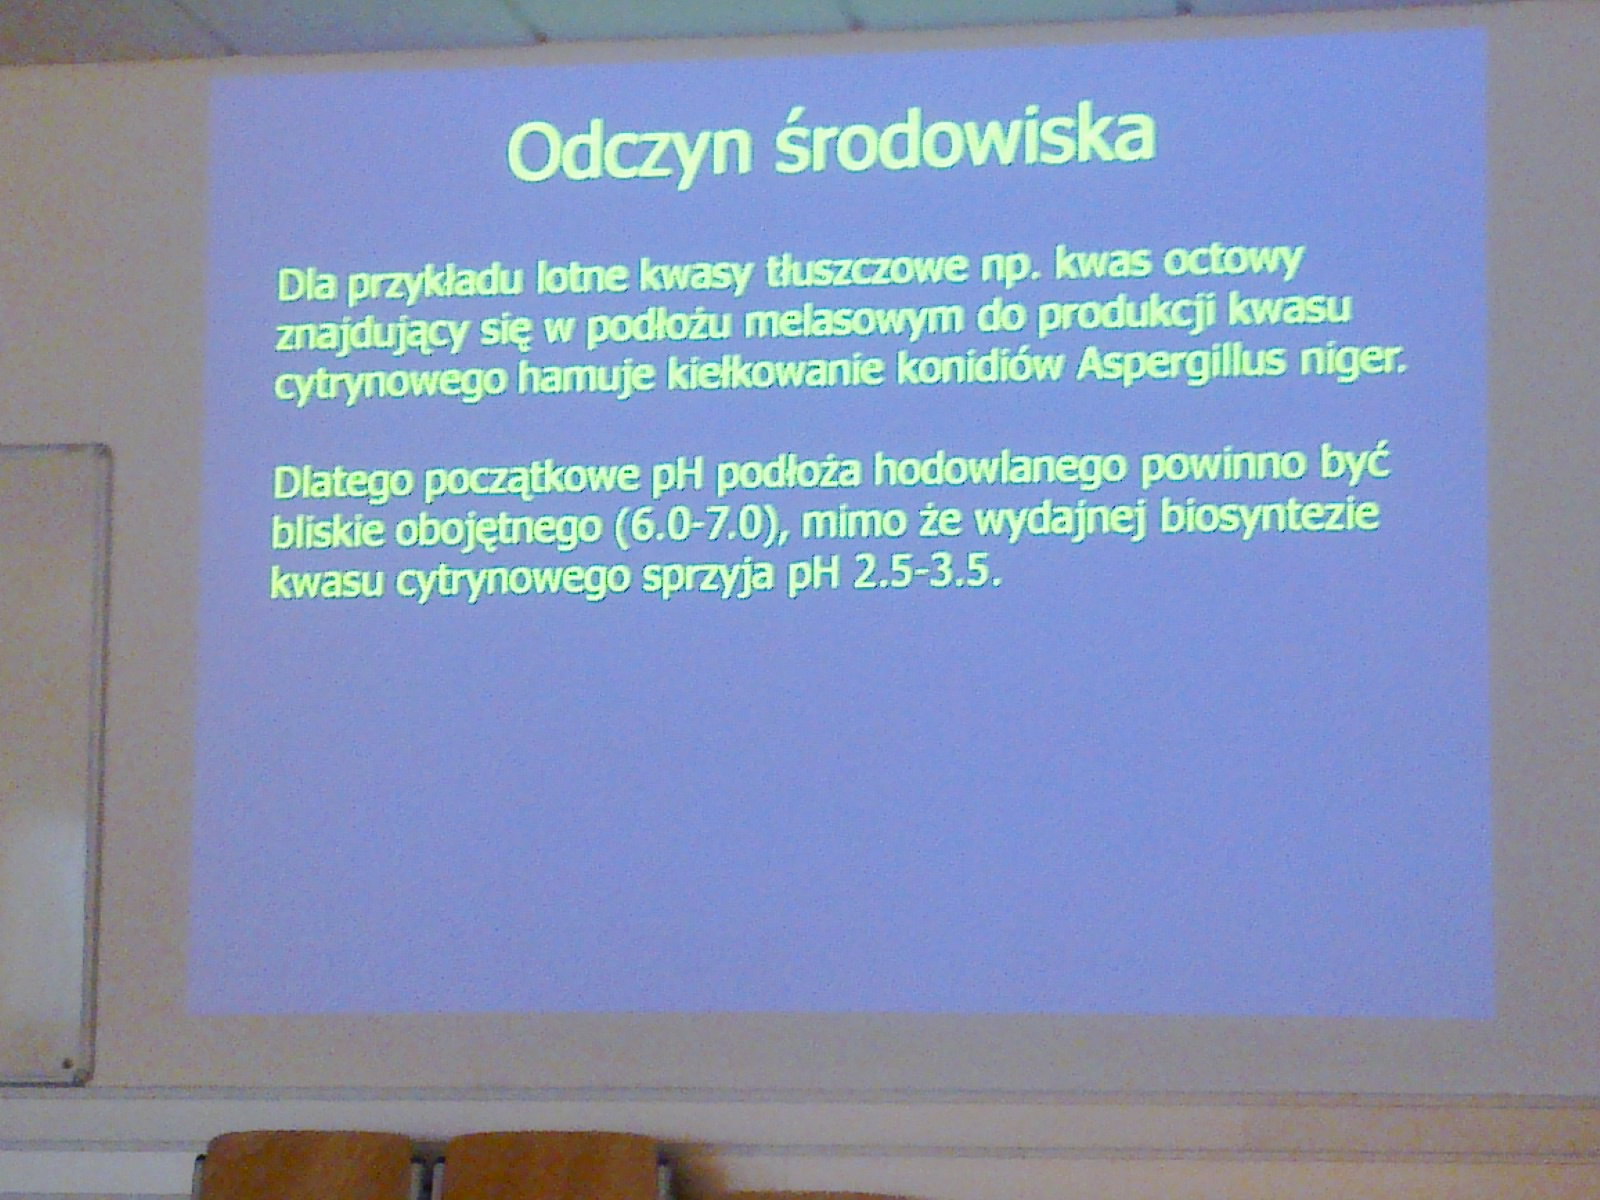 Odczyn środowiska
Dla przykładu lotne kwasy tłuszczowe np. kwas octowy
znajdujący się w podłożu melasowym do produkcji kwasu
cytrynowego hamuje kiełkowanie konidiów Aspergillus niger.
Dlatego początkowe pH podłoża hodowlanego powinno być
bliskie obojętnego (6.0-7.0), mimo że wydajnej biosyntezie
kwasu cytrynowego sprzyja pH 2.5-3.5.